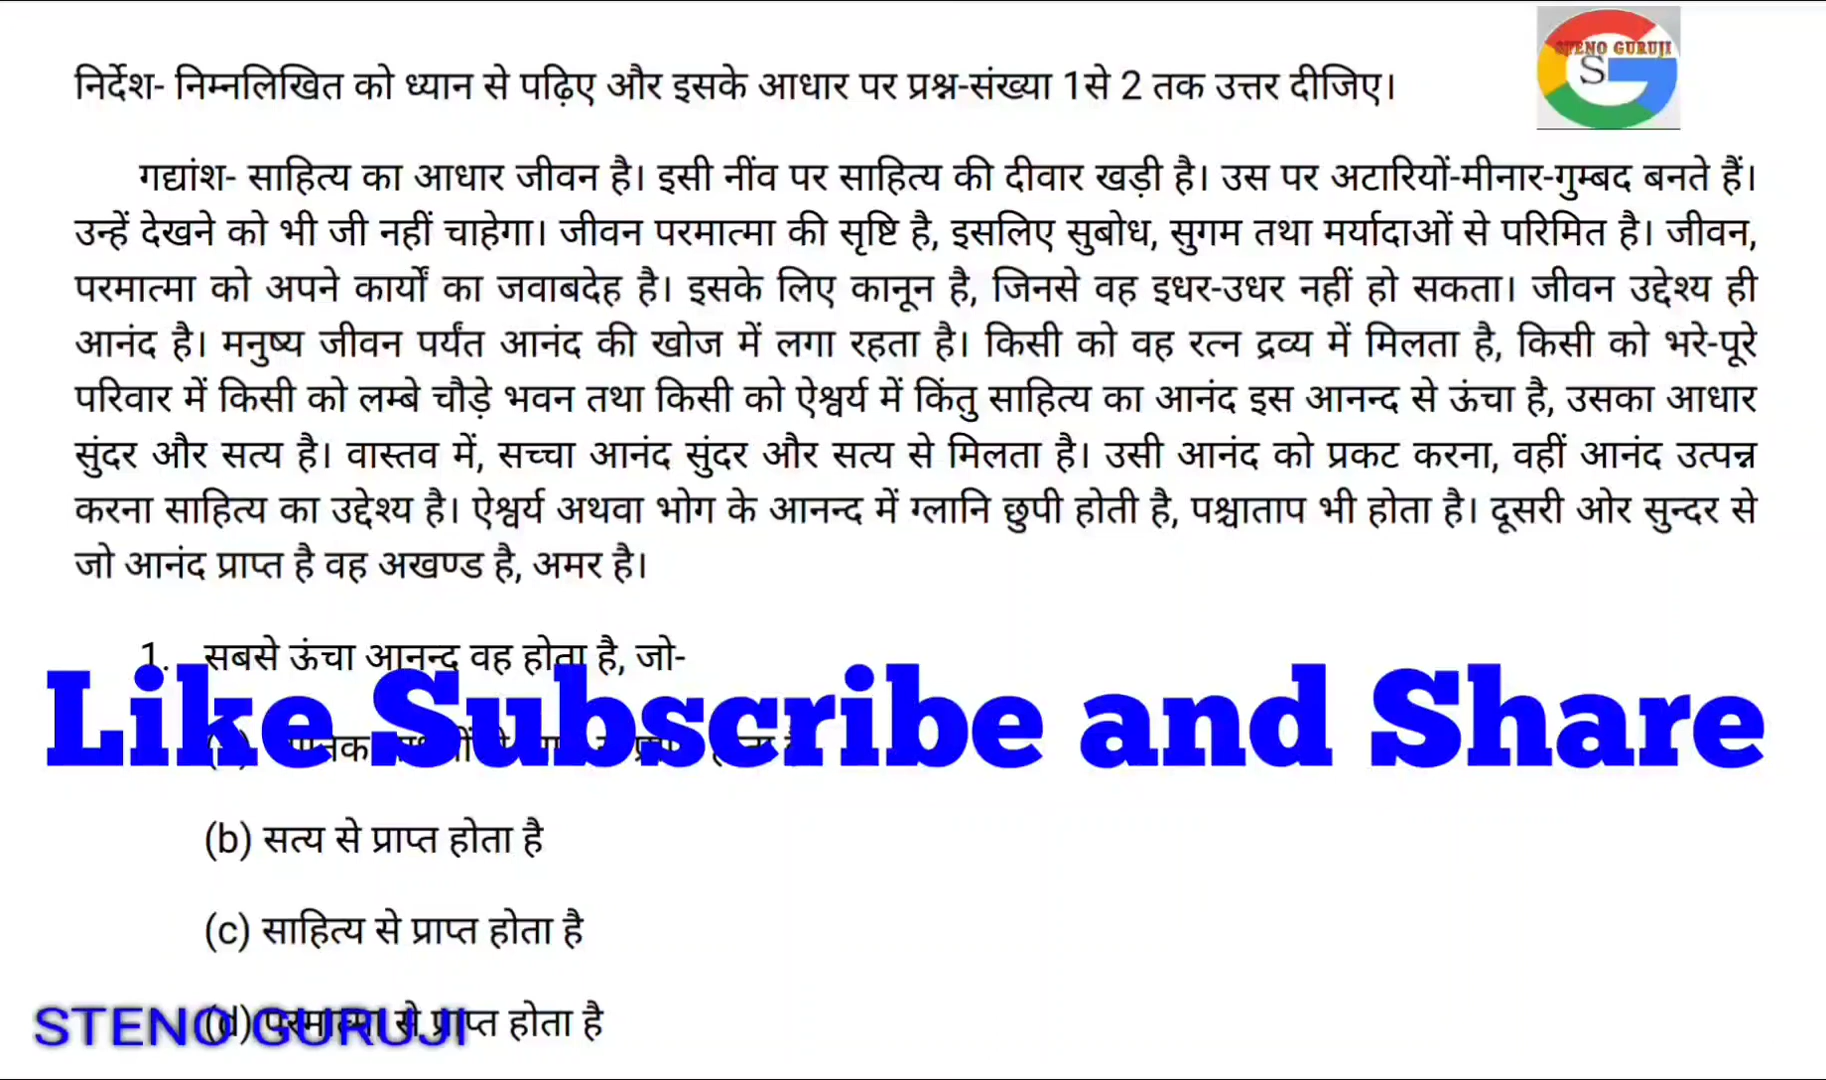 STENO GURUJI
S
निर्देश- निम्नलिखित को ध्यान से पढ़िए और इसके आधार पर प्रश्न-संख्या 1से 2 तक उत्तर दीजिए।
गद्यांश- साहित्य का आधार जीवन है। इसी नींव पर साहित्य की दीवार खड़ी है। उस पर अटारियों-मीनार-गुम्बद बनते हैं।
उन्हें देखने को भी जी नहीं चाहेगा। जीवन परमात्मा की सृष्टि है, इसलिए सुबोध, सुगम तथा मर्यादाओं से परिमित है। जीवन,
परमात्मा को अपने कार्यों का जवाबदेह है। इसके लिए कानून है, जिनसे वह इधर-उधर नहीं हो सकता। जीवन उद्देश्य ही
आनंद है। मनुष्य जीवन पर्यंत आनंद की खोज में लगा रहता है। किसी को वह रत्न द्रव्य में मिलता है, किसी को भरे-पूरे
परिवार में किसी को लम्बे चौड़े भवन तथा किसी को ऐश्वर्य में किंतु साहित्य का आनंद इस आनन्द से ऊंचा है, उसका आधार
सुंदर और सत्य है। वास्तव में, सच्चा आनंद सुंदर और सत्य से मिलता है। उसी आनंद को प्रकट करना, वहीं आनंद उत्पन्न
करना साहित्य का उद्देश्य है। ऐश्वर्य अथवा भोग के आनन्द में ग्लानि छुपी होती है, पश्चाताप भी होता है। दूसरी ओर सुन्दर से
जो आनंद प्राप्त है वह अखण्ड है, अमर है।
1. सबसे ऊंचा आनन्द वह होता है, जो-
Like Subscribe and Share
(b) सत्य से प्राप्त होता है
(c) साहित्य से प्राप्त होता है
(d) परमात्मा से प्राप्त होता है
STENO GURUJI